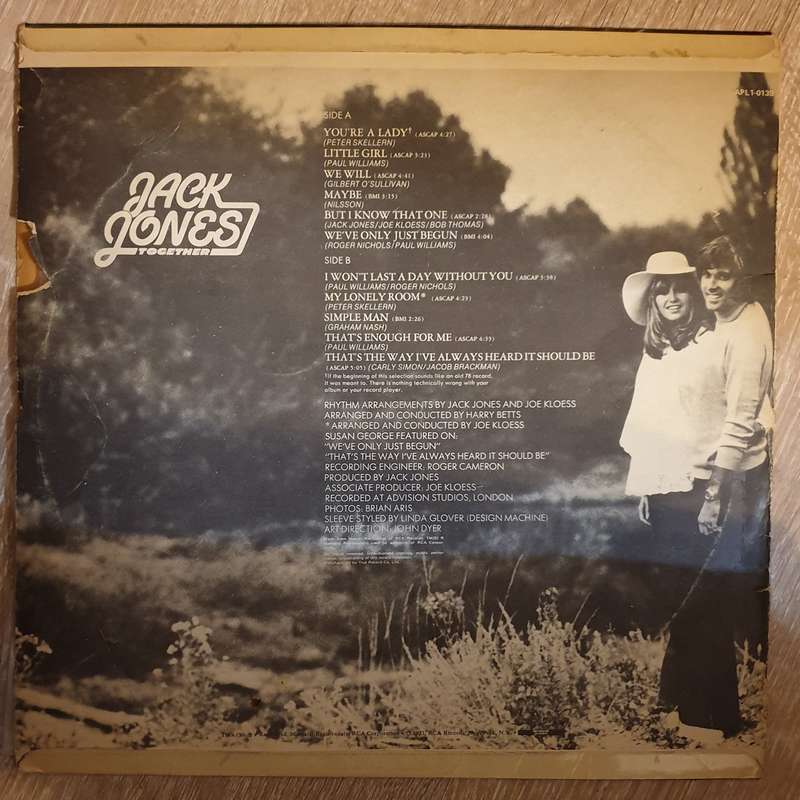 APL1-0139
JACK
JONES
TOGETHER
SIDE A
YOU'RE A LADY† (ASCAP 4:27)
(PETER SKELLERN)
LITTLE GIRL (ASCAP 3:23)
(PAUL WILLIAMS)
WE WILL (ASCAP 4:41)
(GILBERT O'SULLIVAN)
MAYBE (BMI 3:15)
(NILSSON)
BUT I KNOW THAT ONE (ASCAP 2:28)
(JACK JONES/JOE KLOESS/BOB THOMAS)
WE'VE ONLY JUST BEGUN (BMI 4:04)
(ROGER NICHOLS/PAUL WILLIAMS)
SIDE B
I WON'T LAST A DAY WITHOUT YOU (ASCAP 3:30)
(PAUL WILLIAMS/ROGER NICHOLS)
MY LONELY ROOM* (ASCAP 4:23)
(PETER SKELLERN)
SIMPLE MAN (BMI 2:26)
(GRAHAM NASH)
THAT'S ENOUGH FOR ME (ASCAP 4:35)
(PAUL WILLIAMS)
THAT'S THE WAY I'VE ALWAYS HEARD IT SHOULD BE
(ASCAP 5:05) (CARLY SIMON/JACOB BRACKMAN)
†If the beginning of this selection sounds like an old 78 record.
It was meant to. There is nothing technically wrong with your
album or your record player.
RHYTHM ARRANGEMENTS BY JACK JONES AND JOE KLOESS
ARRANGED AND CONDUCTED BY HARRY BETTS
* ARRANGED AND CONDUCTED BY JOE KLOESS
SUSAN GEORGE FEATURED ON:
"WE'VE ONLY JUST BEGUN"
"THAT'S THE WAY I'VE ALWAYS HEARD IT SHOULD BE"
RECORDING ENGINEER: ROGER CAMERON
PRODUCED BY JACK JONES
ASSOCIATE PRODUCER: JOE KLOESS
RECORDED AT ADVISION STUDIOS, LONDON
PHOTOS: BRIAN ARIS
SLEEVE STYLED BY LINDA GLOVER (DESIGN MACHINE)
ART DIRECTION: JOHN DYER